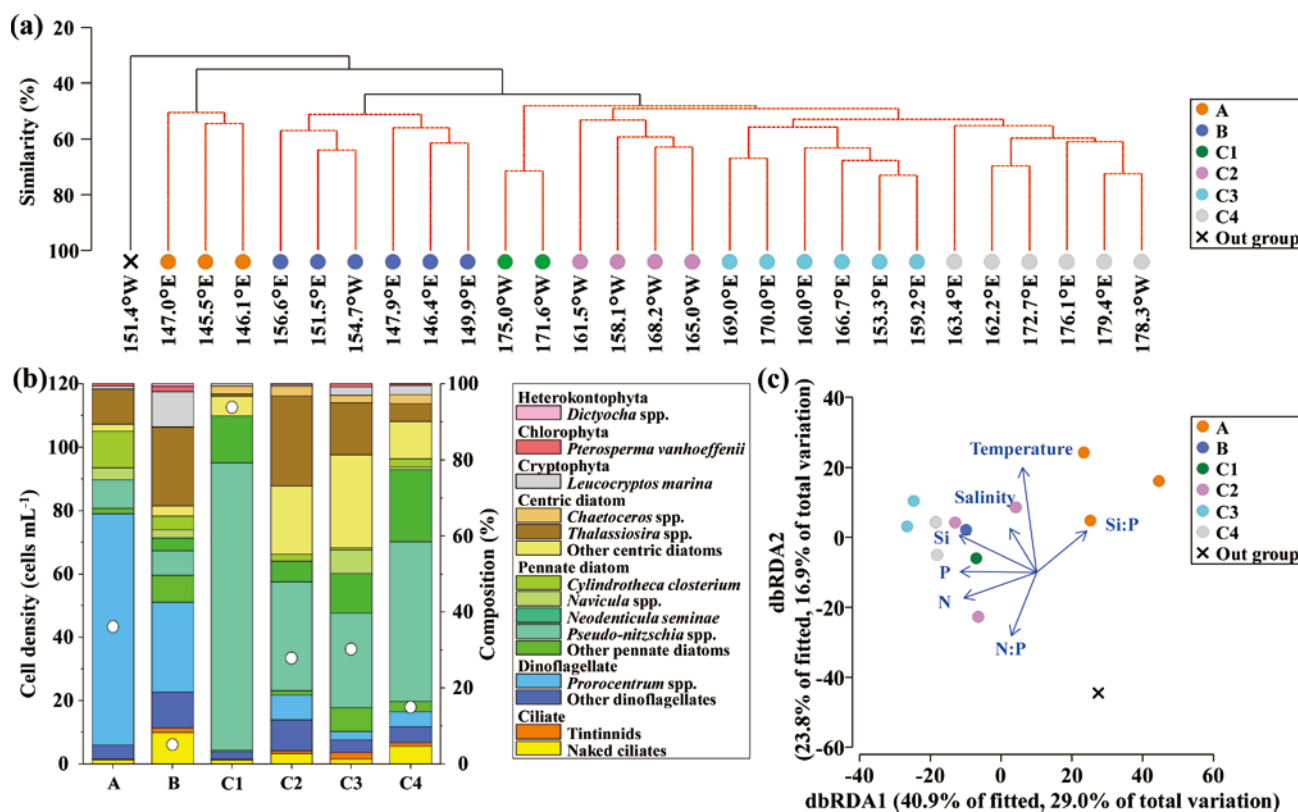 (a)
20
40
60
80
100
Similarity (%)
151.4°W
147.0°E
145.5°E
146.1°E
156.6°E
151.5°E
154.7°W
147.9°E
146.4°E
149.9°E
175.0°W
171.6°W
161.5°W
158.1°W
168.2°W
165.0°W
169.0°E
170.0°E
160.0°E
166.7°E
153.3°E
159.2°E
163.4°E
162.2°E
172.7°E
176.1°E
179.4°E
178.3°W
A
B
C1
C2
C3
C4
Out group
(b)
120
100
80
60
40
20
0
Cell density (cells mL⁻¹)
A B C1 C2 C3 C4
100
80
60
40
20
0
Composition (%)
Heterokontophyta
Dictyocha spp.
Chlorophyta
Pterosperma vanhoeffenii
Cryptophyta
Leucocryptos marina
Centric diatom
Chaetoceros spp.
Thalassiosira spp.
Other centric diatoms
Pennate diatom
Cylindrotheca closterium
Navicula spp.
Neodenticula seminae
Pseudo-nitzschia spp.
Other pennate diatoms
Dinoflagellate
Prorocentrum spp.
Other dinoflagellates
Ciliate
Tintinnids
Naked ciliates
(c)
40
20
0
-20
-40
-60
dbRDA2
(23.8% of fitted, 16.9% of total variation)
Temperature
Salinity
Si:P
Si
P
N
N:P
-40 -20 0 20 40 60
dbRDA1 (40.9% of fitted, 29.0% of total variation)
A
B
C1
C2
C3
C4
Out group